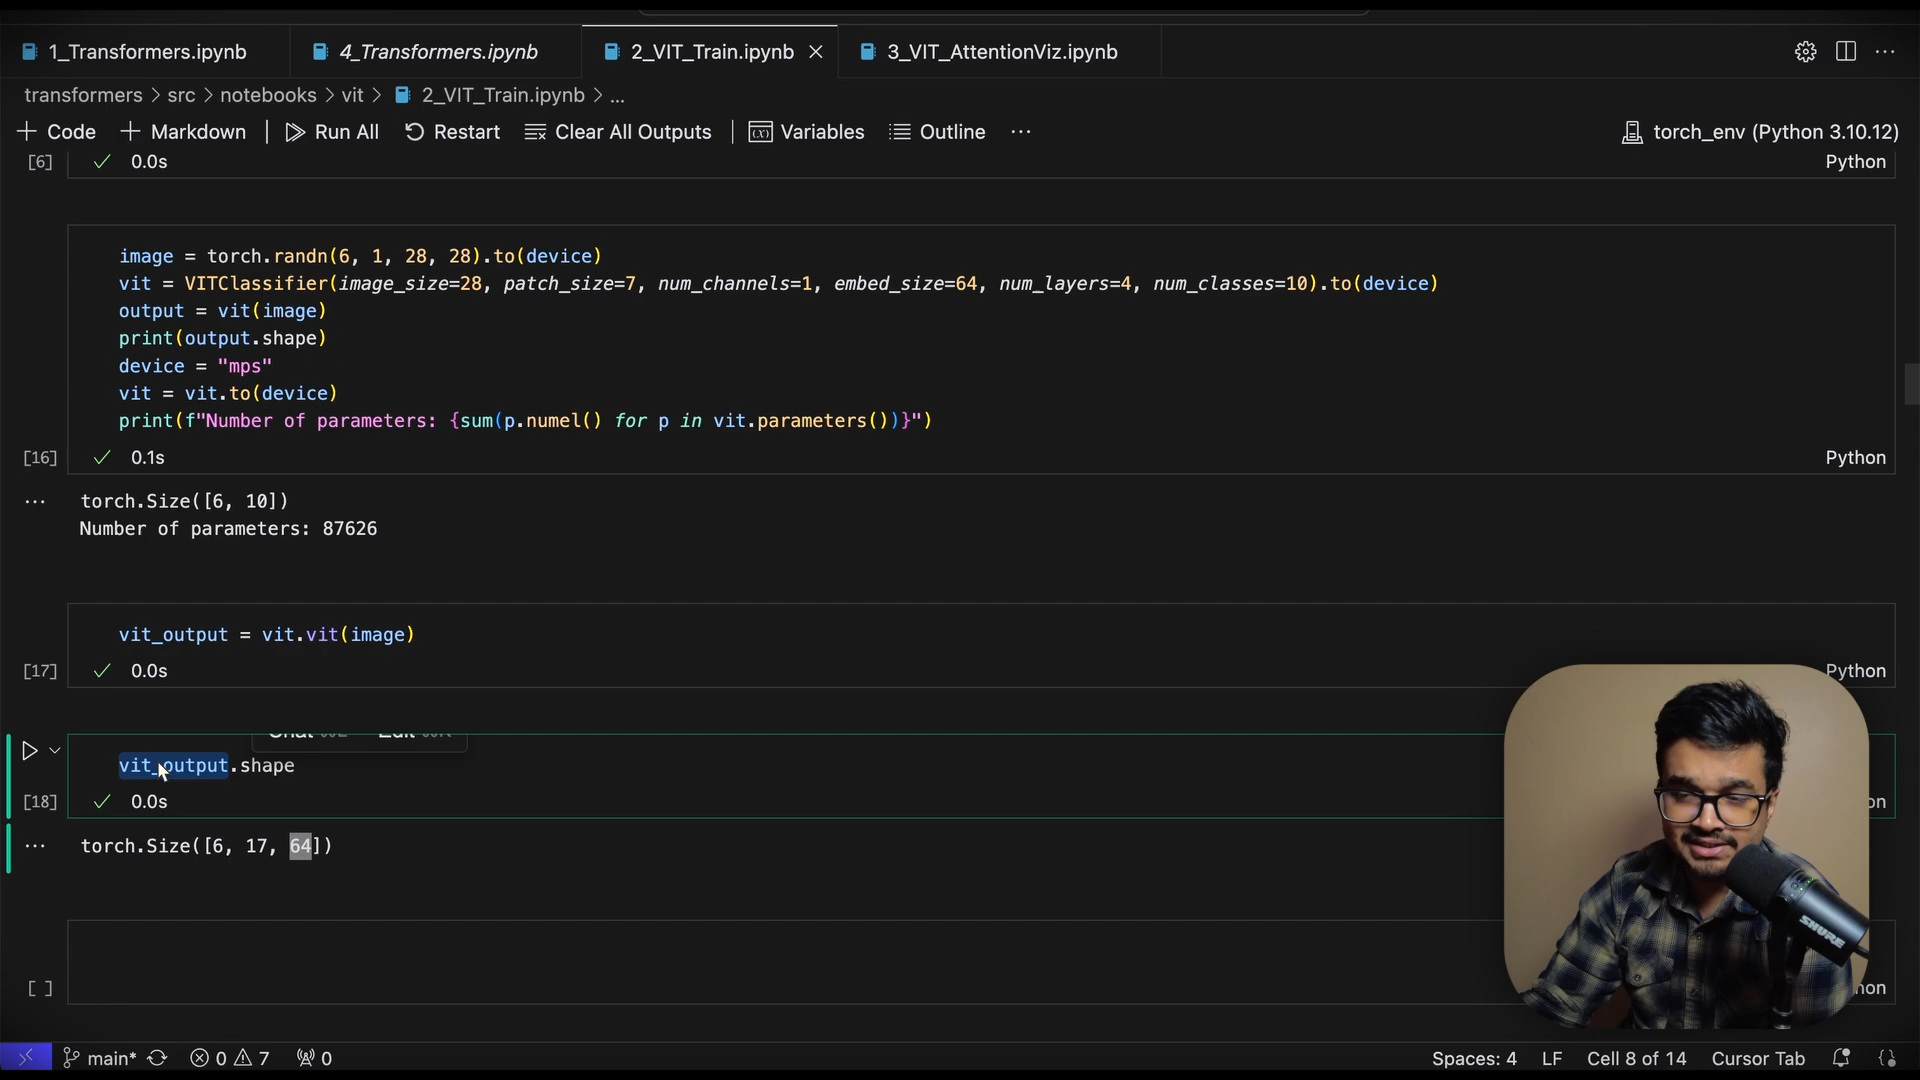 1_Transformers.ipynb
4_Transformers.ipynb
2_VIT_Train.ipynb
3_VIT_AttentionViz.ipynb
transformers > src > notebooks > vit > 2_VIT_Train.ipynb > ...
+ Code + Markdown | Run All Restart Clear All Outputs | Variables Outline ...
torch_env (Python 3.10.12)
[6] ✓ 0.0s
Python
image = torch.randn(6, 1, 28, 28).to(device)
vit = VITClassifier(image_size=28, patch_size=7, num_channels=1, embed_size=64, num_layers=4, num_classes=10).to(device)
output = vit(image)
print(output.shape)
device = "mps"
vit = vit.to(device)
print(f"Number of parameters: {sum(p.numel() for p in vit.parameters())}")
[16] ✓ 0.1s
Python
... torch.Size([6, 10])
Number of parameters: 87626
vit_output = vit.vit(image)
[17] ✓ 0.0s
Python
Chat Edit
vit_output.shape
[18] ✓ 0.0s
on
... torch.Size([6, 17, 64])
SHURE
[ ]
hon
main* 0 7 0
Spaces: 4 LF Cell 8 of 14 Cursor Tab